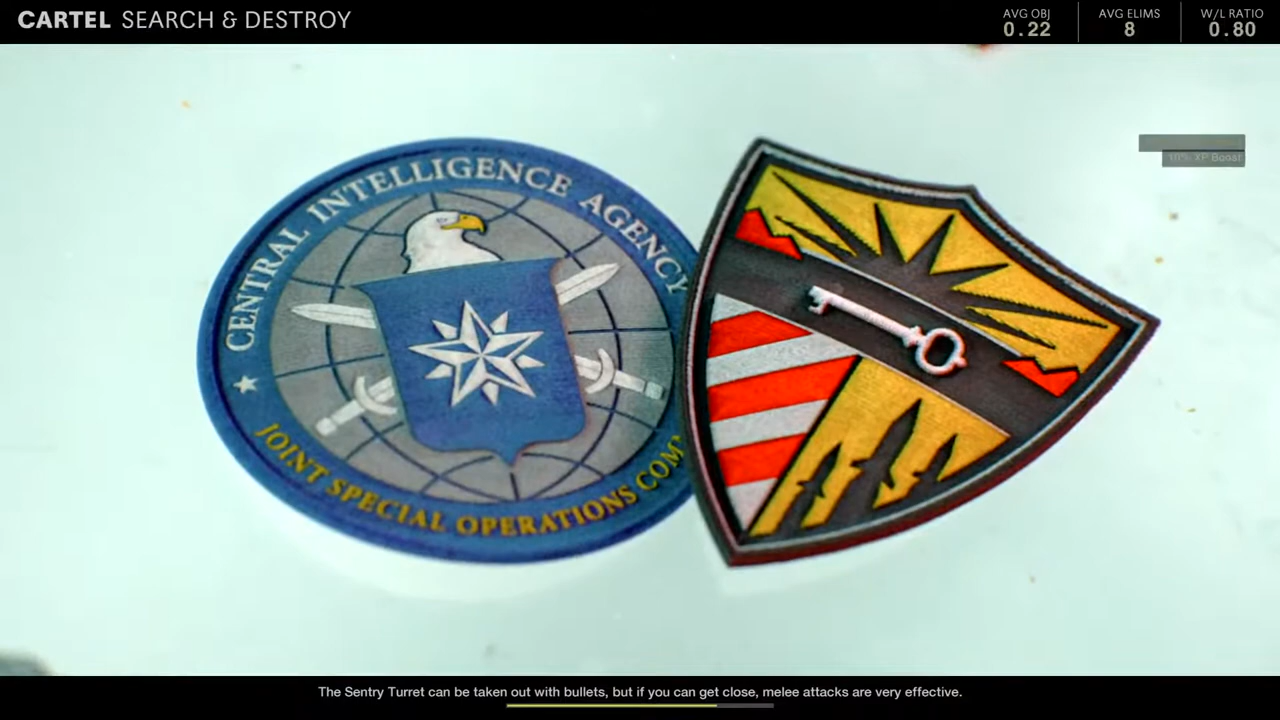 CARTEL SEARCH & DESTROY
AVG OBJ
0.22
AVG ELIMS
8
W/L RATIO
0.80
XP Boost
CENTRAL INTELLIGENCE AGENCY
JOINT SPECIAL OPERATIONS COM
The Sentry Turret can be taken out with bullets, but if you can get close, melee attacks are very effective.